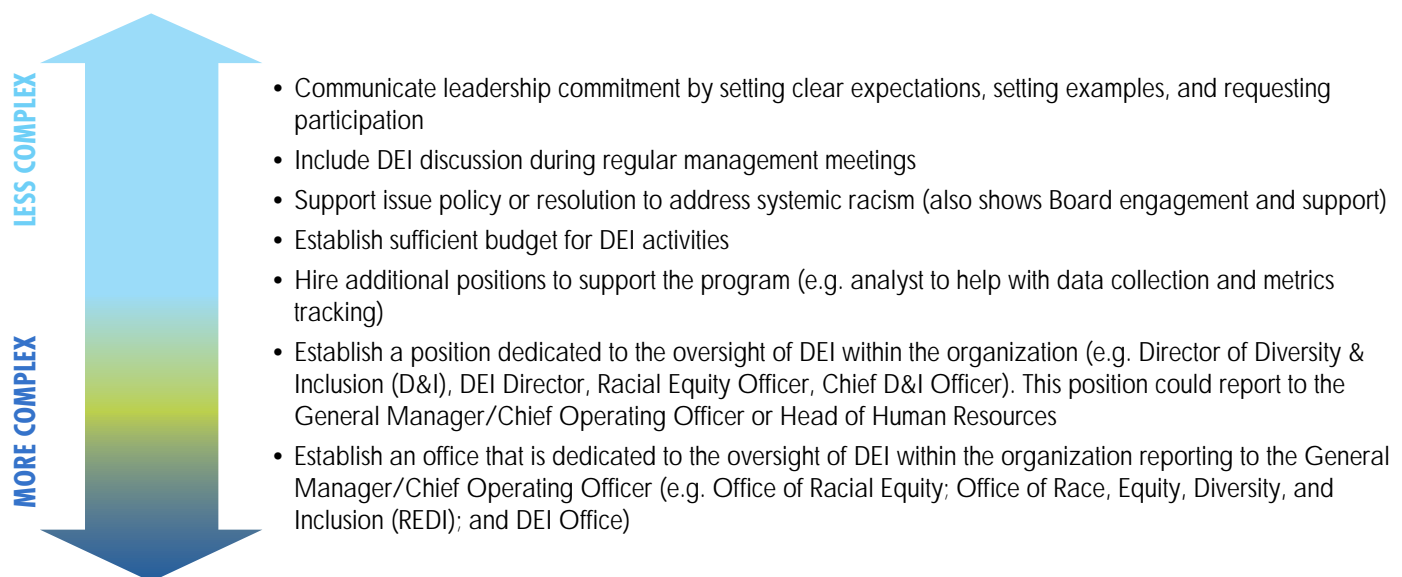 LESS COMPLEX
MORE COMPLEX
• Communicate leadership commitment by setting clear expectations, setting examples, and requesting
participation
• Include DEI discussion during regular management meetings
• Support issue policy or resolution to address systemic racism (also shows Board engagement and support)
• Establish sufficient budget for DEI activities
• Hire additional positions to support the program (e.g. analyst to help with data collection and metrics
tracking)
• Establish a position dedicated to the oversight of DEI within the organization (e.g. Director of Diversity &
Inclusion (D&I), DEI Director, Racial Equity Officer, Chief D&I Officer). This position could report to the
General Manager/Chief Operating Officer or Head of Human Resources
• Establish an office that is dedicated to the oversight of DEI within the organization reporting to the General
Manager/Chief Operating Officer (e.g. Office of Racial Equity; Office of Race, Equity, Diversity, and
Inclusion (REDI); and DEI Office)